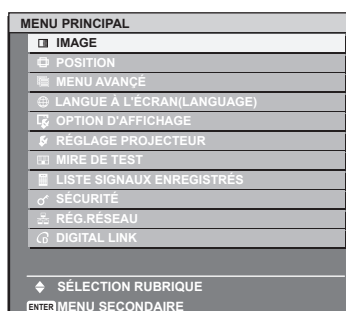 MENU PRINCIPAL
IMAGE
POSITION
MENU AVANÇÉ
LANGUE À L'ÉCRAN(LANGUAGE)
OPTION D'AFFICHAGE
RÉGLAGE PROJECTEUR
MIRE DE TEST
LISTE SIGNAUX ENREGISTRÉS
SÉCURITÉ
RÉG.RÉSEAU
DIGITAL LINK
SÉLECTION RUBRIQUE
ENTER MENU SECONDAIRE